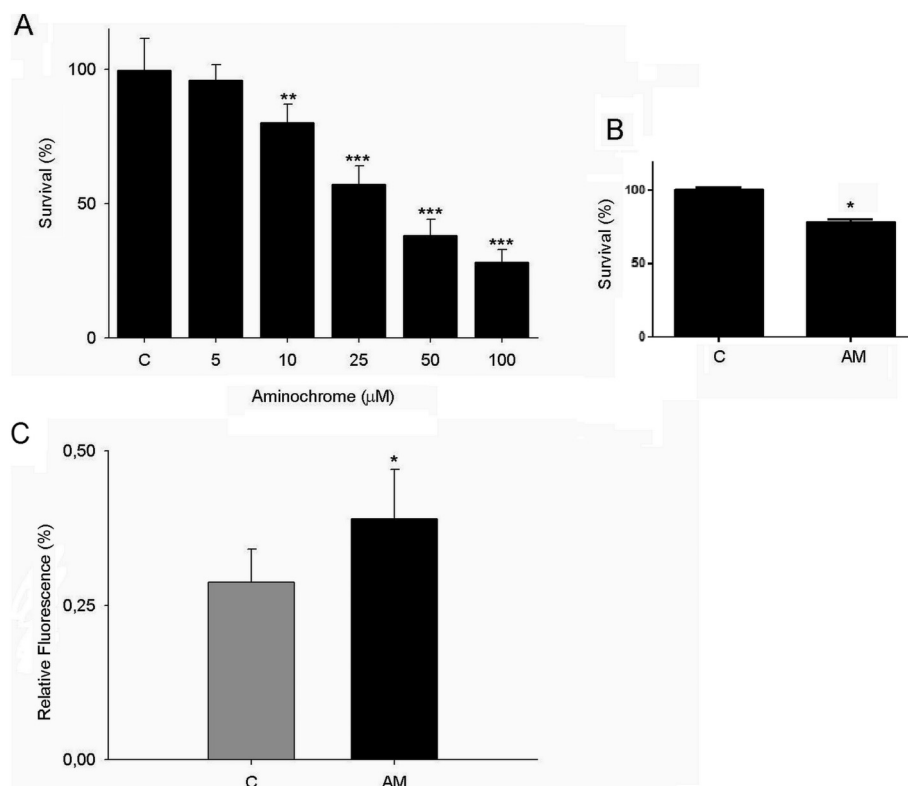 A
Survival (%)
100
50
0
**
***
***
***
C 5 10 25 50 100
Aminochrome (μM)
B
Survival (%)
100
50
0
*
C AM
C
Relative Fluorescence (%)
0,50
0,25
0,00
*
C AM